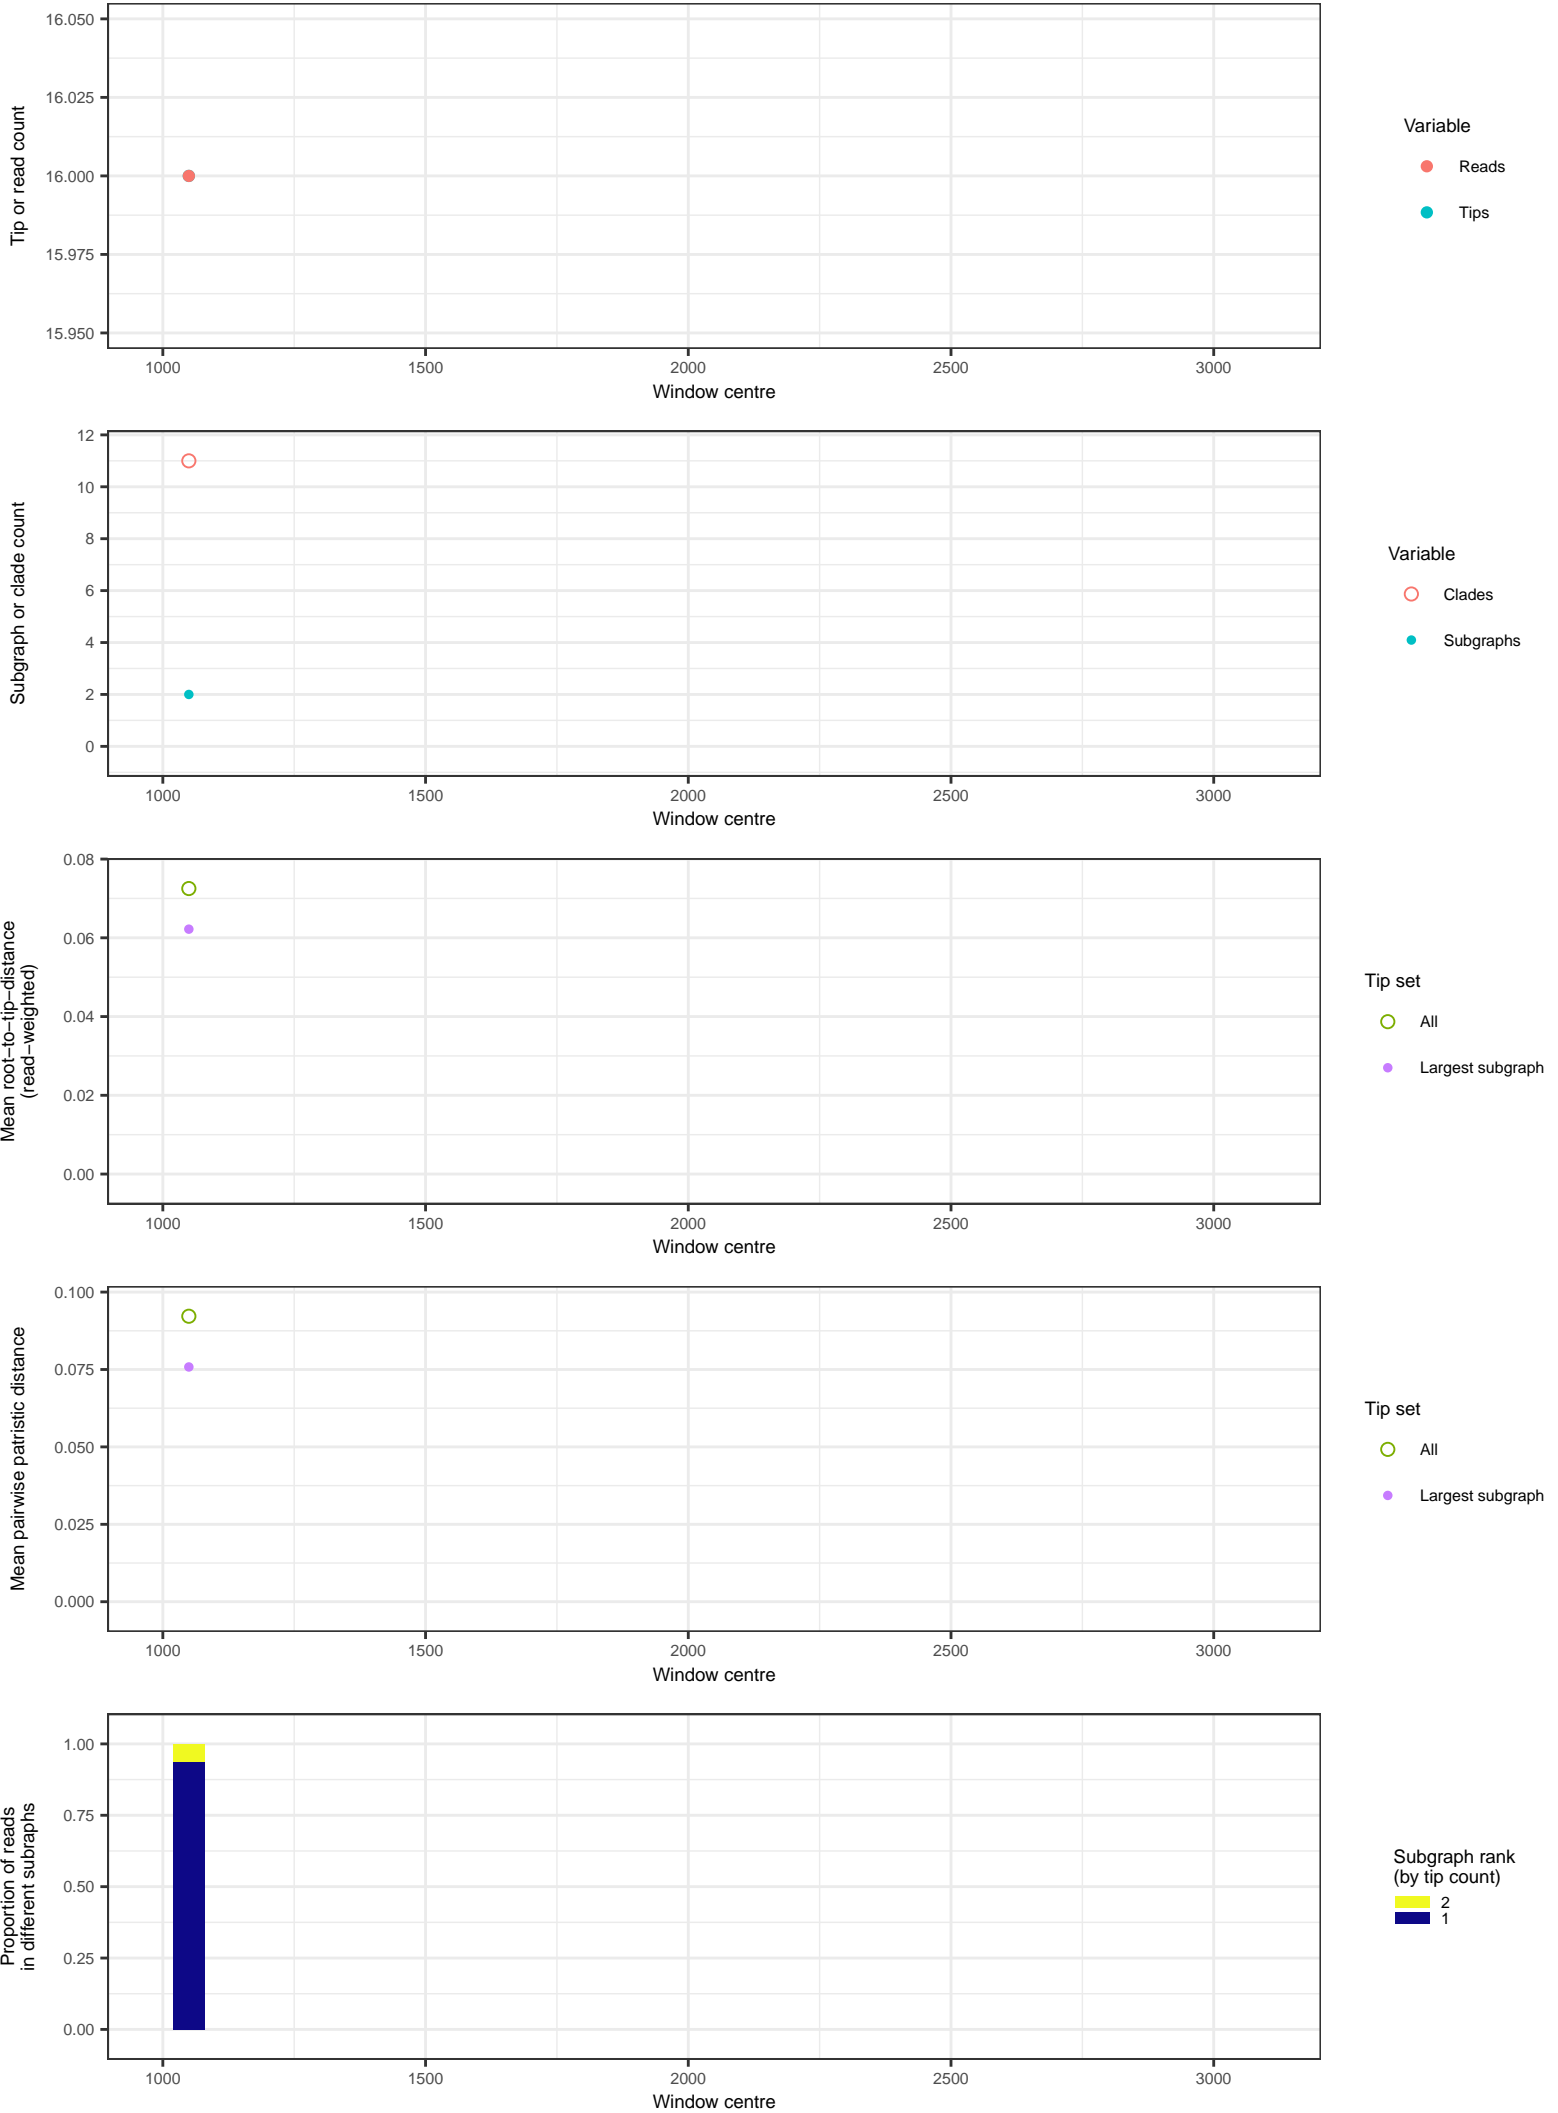 16.050
16.025
16.000
15.975
15.950
Tip or read count
1000 1500 2000 2500 3000
Window centre
Variable
Reads
Tips
12
10
8
6
4
2
0
Subgraph or clade count
1000 1500 2000 2500 3000
Window centre
Variable
Clades
Subgraphs
0.08
0.06
0.04
0.02
0.00
Mean root−to−tip−distance
(read−weighted)
1000 1500 2000 2500 3000
Window centre
Tip set
All
Largest subgraph
0.100
0.075
0.050
0.025
0.000
Mean pairwise patristic distance
1000 1500 2000 2500 3000
Window centre
Tip set
All
Largest subgraph
1.00
0.75
0.50
0.25
0.00
Proportion of reads
in different subraphs
1000 1500 2000 2500 3000
Window centre
Subgraph rank
(by tip count)
2
1